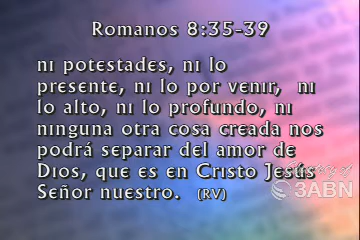 Romanos 8:35-39
ni potestades, ni lo
presente, ni lo por venir, ni
lo alto, ni lo profundo, ni
ninguna otra cosa creada nos
podrá separar del amor de
Dios, que es en Cristo Jesús
Señor nuestro. (RV)
3ABN